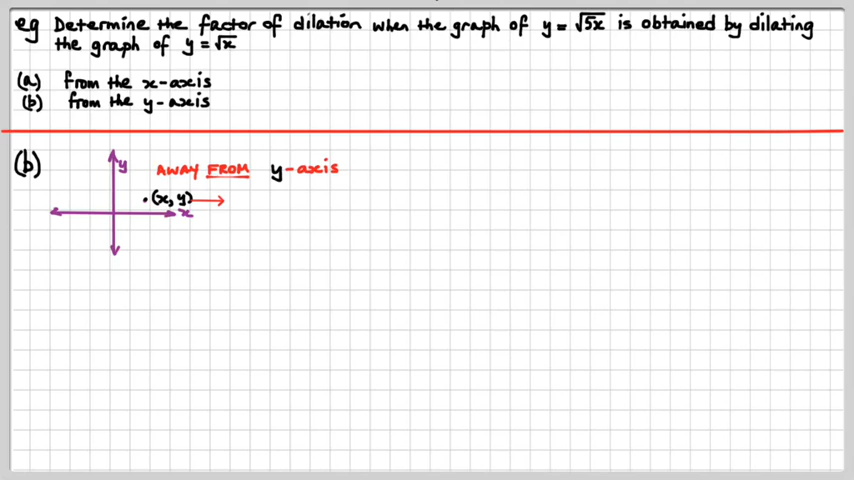 eg Determine the factor of dilation when the graph of y = √5x is obtained by dilating
the graph of y = √x
(a) from the x-axis
(b) from the y-axis
(b)
y
AWAY FROM y-axis
(x, y)
x